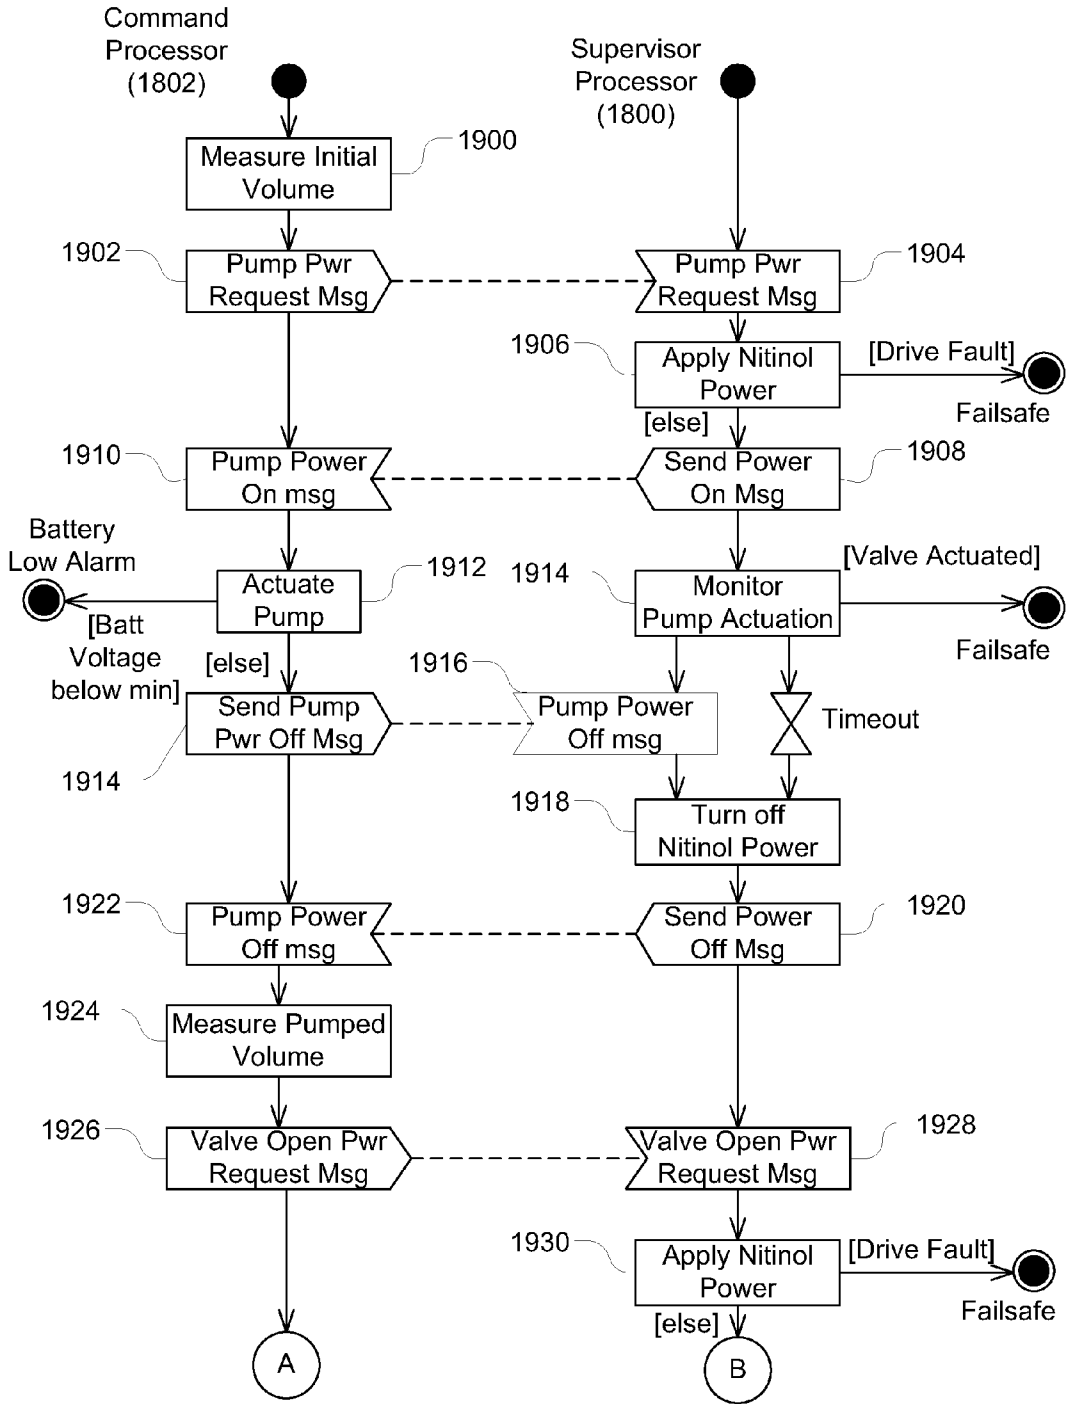 Command
Processor
(1802)
Supervisor
Processor
(1800)
Measure Initial
Volume
1900
1902
Pump Pwr
Request Msg
Pump Pwr
Request Msg
1904
1906
Apply Nitinol
Power
[Drive Fault]
Failsafe
[else]
1910
Pump Power
On msg
Send Power
On Msg
1908
Battery
Low Alarm
Actuate
Pump
1912
[Batt
Voltage
below min]
[else]
1914
Monitor
Pump Actuation
[Valve Actuated]
Failsafe
1916
Send Pump
Pwr Off Msg
1914
Pump Power
Off msg
Timeout
1918
Turn off
Nitinol Power
1922
Pump Power
Off msg
Send Power
Off Msg
1920
1924
Measure Pumped
Volume
1926
Valve Open Pwr
Request Msg
Valve Open Pwr
Request Msg
1928
1930
Apply Nitinol
Power
[Drive Fault]
Failsafe
[else]
A
B